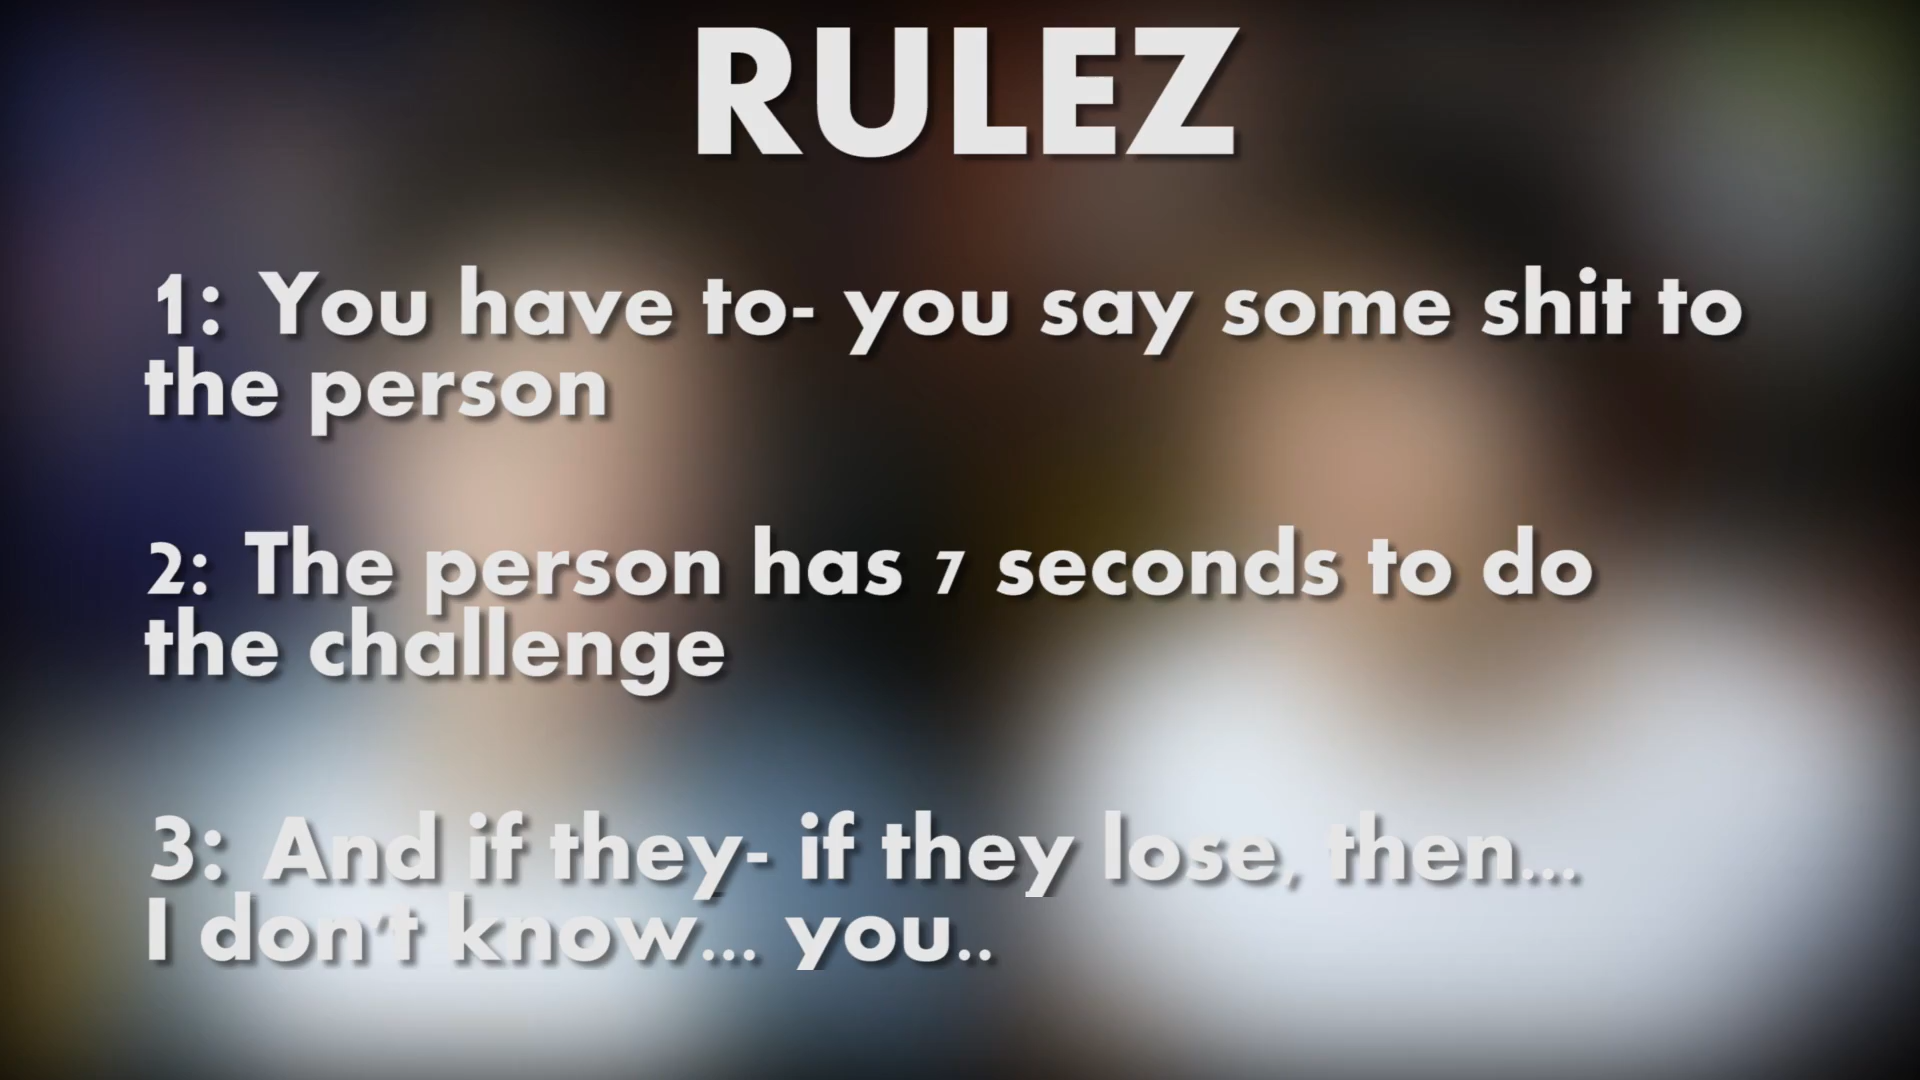 RULEZ
1: You have to- you say some shit to
the person
2: The person has 7 seconds to do
the challenge
3: And if they- if they lose, then...
I don't know... you..